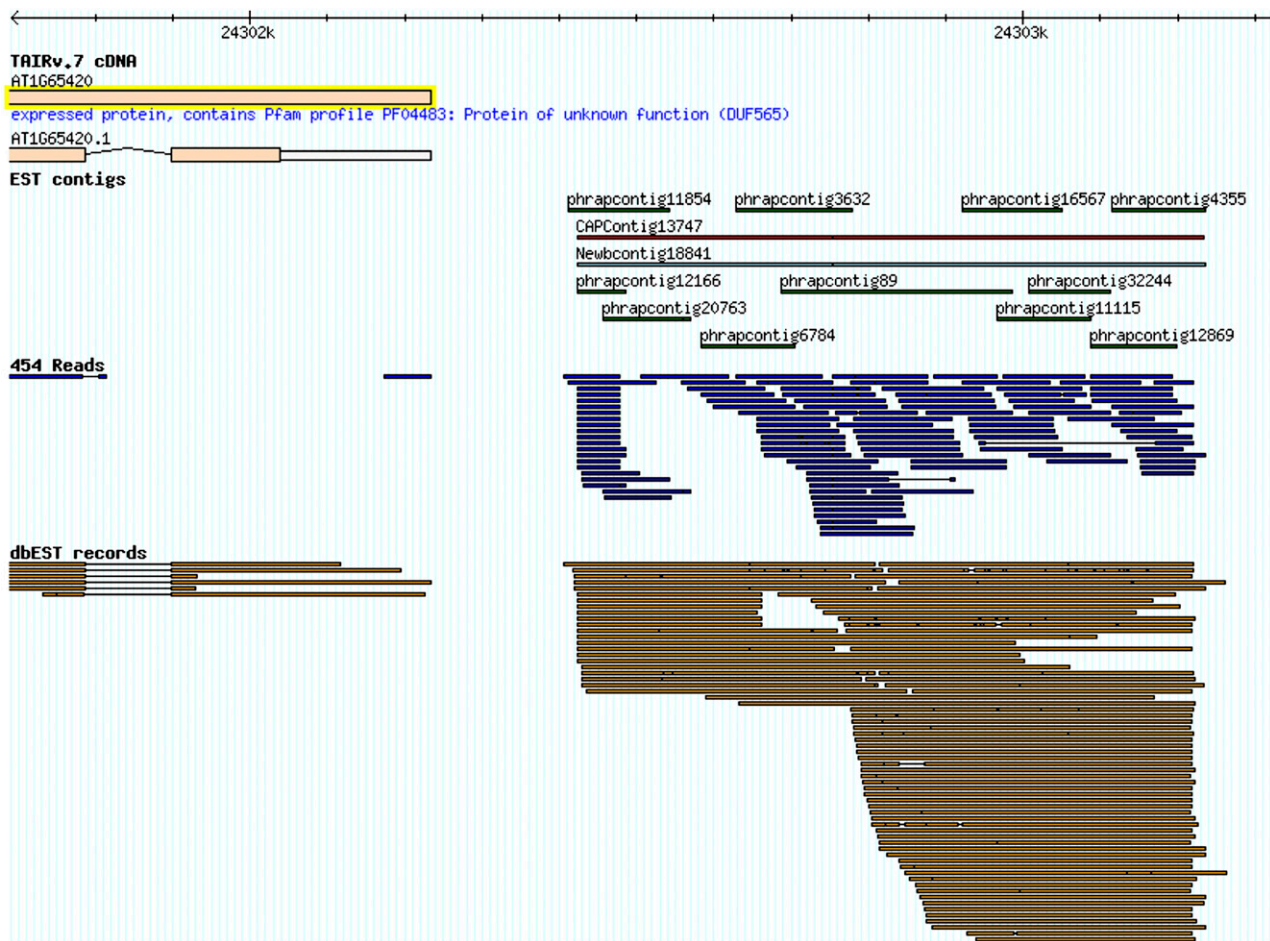 24302k 24303k
TAIRv.7 cDNA
AT1G65420
expressed protein, contains Pfam profile PF04483: Protein of unknown function (DUF565)
AT1G65420.1
EST contigs
phrapcontig11854 phrapcontig3632 phrapcontig16567 phrapcontig4355
CAPContig13747
Newbcontig18841
phrapcontig12166 phrapcontig89 phrapcontig32244
phrapcontig20763 phrapcontig11115
phrapcontig6784 phrapcontig12869
454 Reads
dbEST records